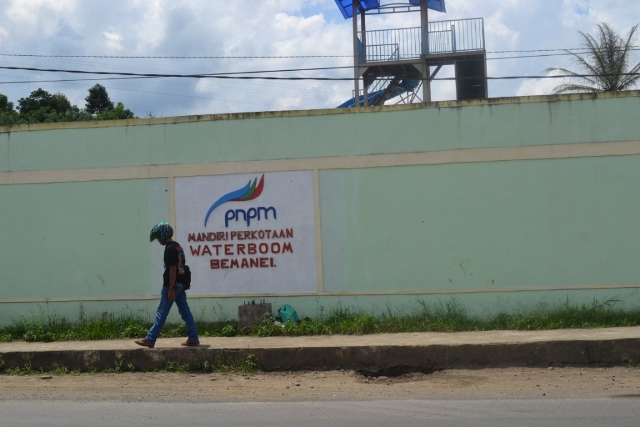 pnpm
MANDIRI PERKOTAAN
WATERBOOM
BEMANEI.